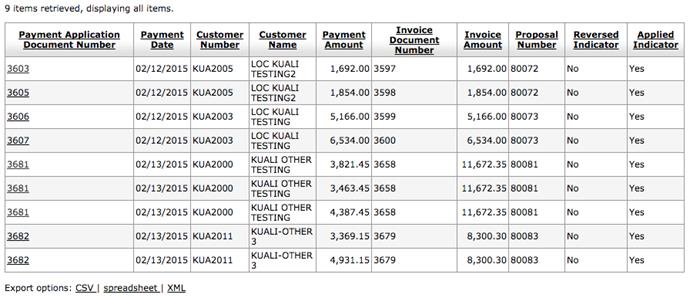 9 items retrieved, displaying all items.
Payment Application Document Number Payment Date Customer Number Customer Name Payment Amount Invoice Document Number Invoice Amount Proposal Number Reversed Indicator Applied Indicator
3603 02/12/2015 KUA2005 LOC KUALI TESTING2 1,692.00 3597 1,692.00 80072 No Yes
3605 02/12/2015 KUA2005 LOC KUALI TESTING2 1,854.00 3598 1,854.00 80072 No Yes
3606 02/12/2015 KUA2003 LOC KUALI TESTING 5,166.00 3599 5,166.00 80073 No Yes
3607 02/12/2015 KUA2003 LOC KUALI TESTING 6,534.00 3600 6,534.00 80073 No Yes
3681 02/13/2015 KUA2000 KUALI OTHER TESTING 3,821.45 3658 11,672.35 80081 No Yes
3681 02/13/2015 KUA2000 KUALI OTHER TESTING 3,463.45 3658 11,672.35 80081 No Yes
3681 02/13/2015 KUA2000 KUALI OTHER TESTING 4,387.45 3658 11,672.35 80081 No Yes
3682 02/13/2015 KUA2011 KUALI-OTHER 3 3,369.15 3679 8,300.30 80083 No Yes
3682 02/13/2015 KUA2011 KUALI-OTHER 3 4,931.15 3679 8,300.30 80083 No Yes
Export options: CSV | spreadsheet | XML